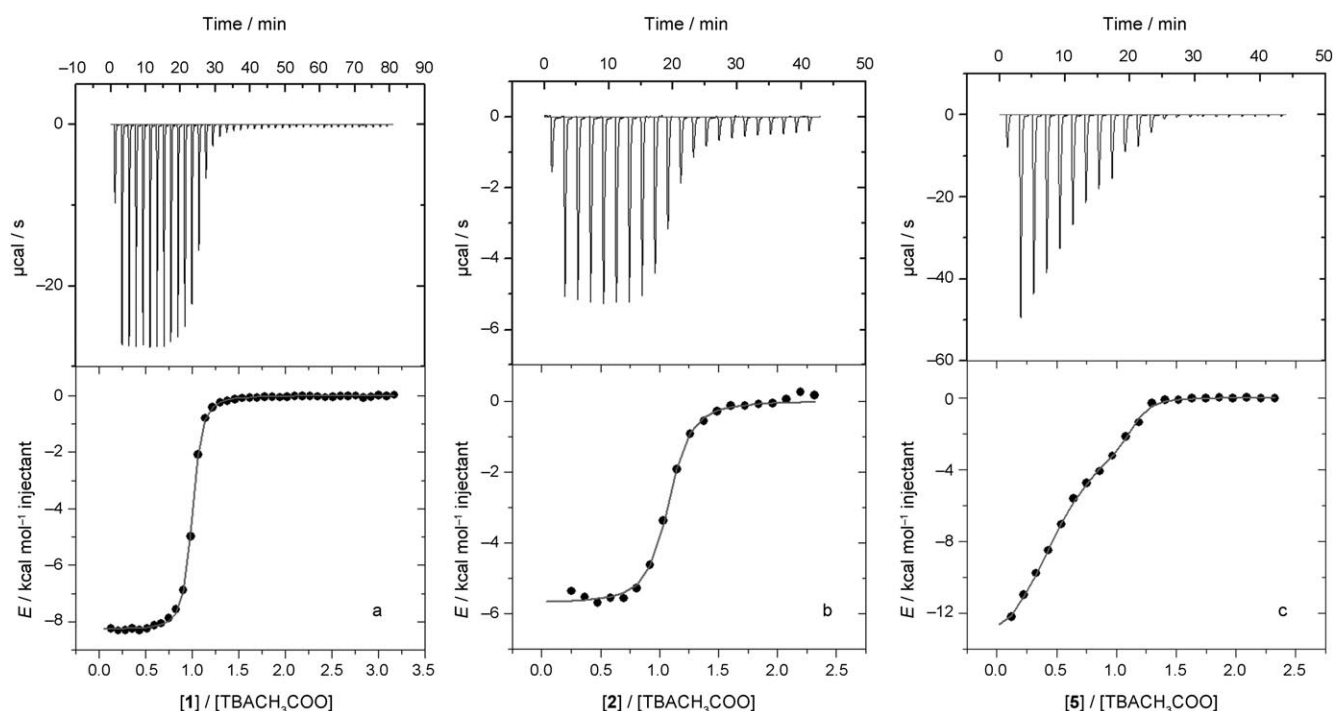 Time / min
–10 0 10 20 30 40 50 60 70 80 90
0
–20
µcal / s
0
–2
–4
–6
–8
E / kcal mol⁻¹ injectant
a
0.0 0.5 1.0 1.5 2.0 2.5 3.0 3.5
[1] / [TBACH₃COO]
Time / min
0 10 20 30 40 50
0
–2
–4
–6
µcal / s
0
–2
–4
–6
E / kcal mol⁻¹ injectant
b
0.0 0.5 1.0 1.5 2.0
[2] / [TBACH₃COO]
Time / min
0 10 20 30 40 50
0
–20
–40
–60
µcal / s
0
–4
–8
–12
E / kcal mol⁻¹ injectant
c
0.0 0.5 1.0 1.5 2.0 2.5
[5] / [TBACH₃COO]